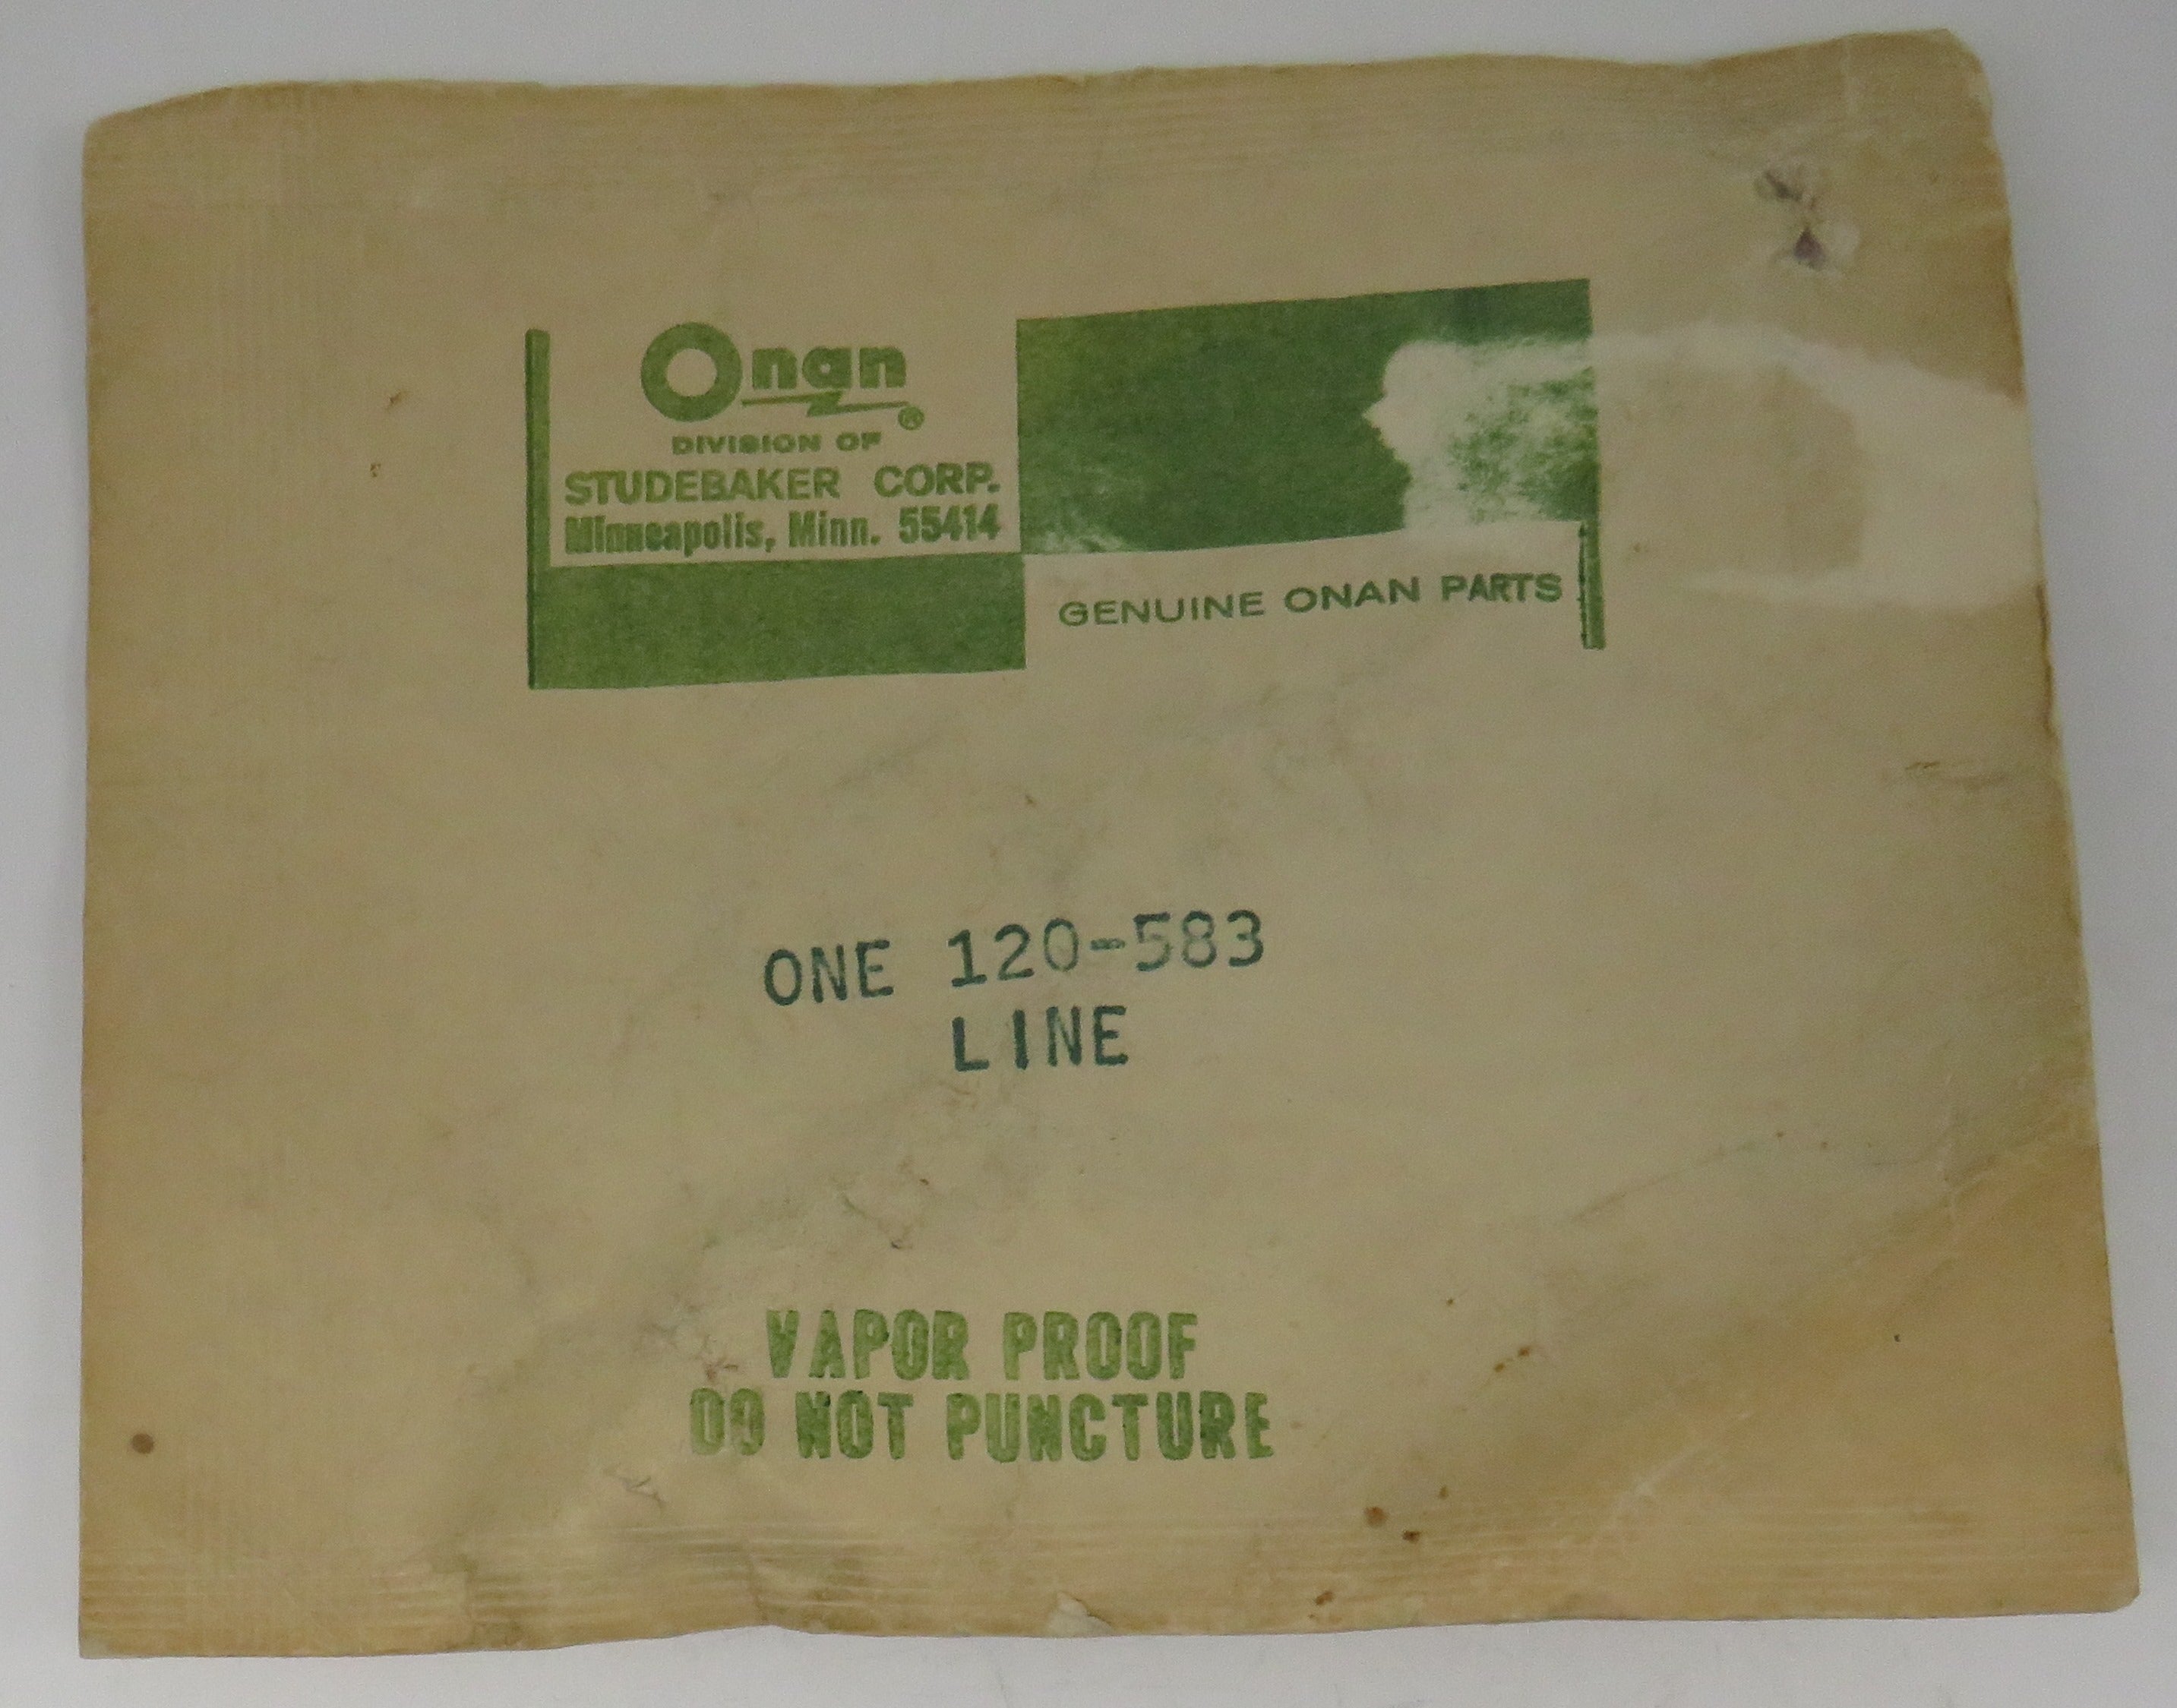 Onan®
DIVISION OF
STUDEBAKER CORP.
Minneapolis, Minn. 55414
GENUINE ONAN PARTS
ONE 120-583
LINE
VAPOR PROOF
DO NOT PUNCTURE